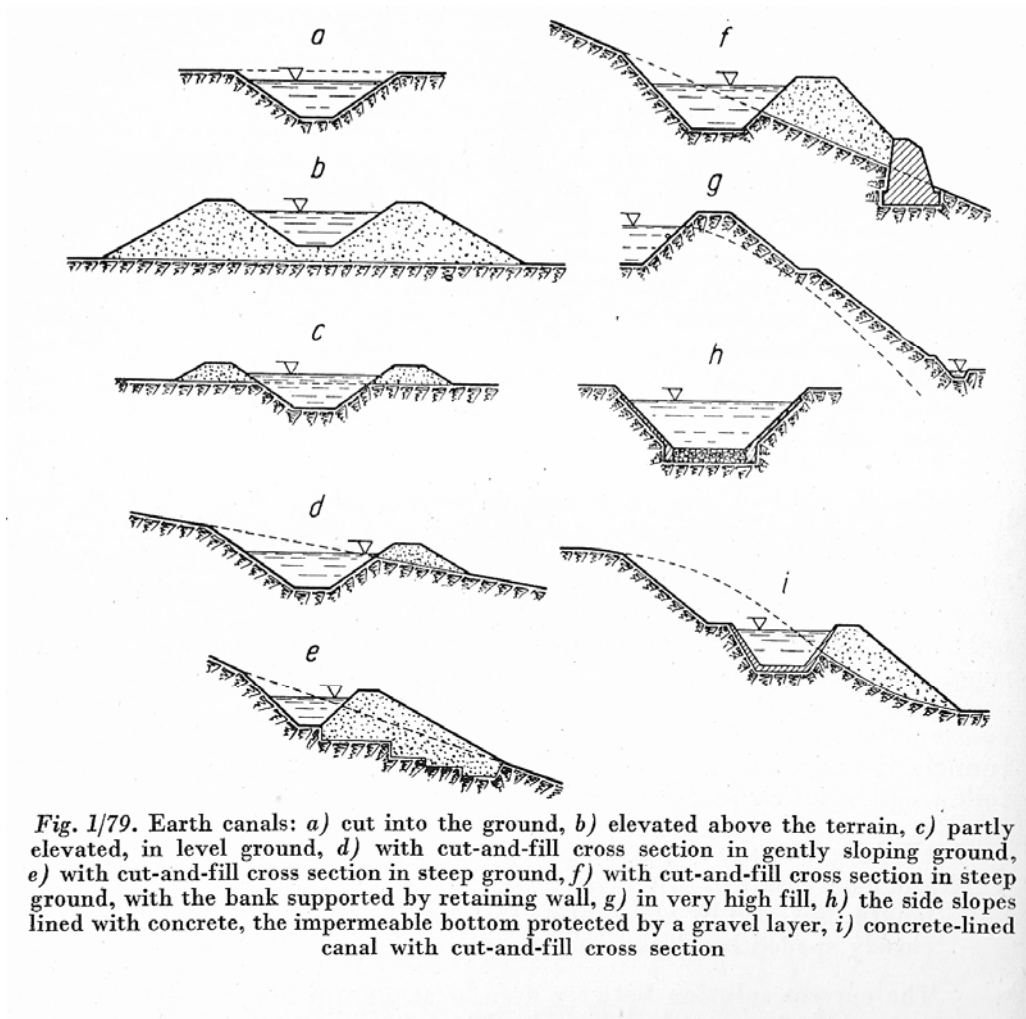 a
f
b
g
c
h
d
i
e
Fig. 1/79. Earth canals: a) cut into the ground, b) elevated above the terrain, c) partly
elevated, in level ground, d) with cut-and-fill cross section in gently sloping ground,
e) with cut-and-fill cross section in steep ground, f) with cut-and-fill cross section in steep
ground, with the bank supported by retaining wall, g) in very high fill, h) the side slopes
lined with concrete, the impermeable bottom protected by a gravel layer, i) concrete-lined
canal with cut-and-fill cross section